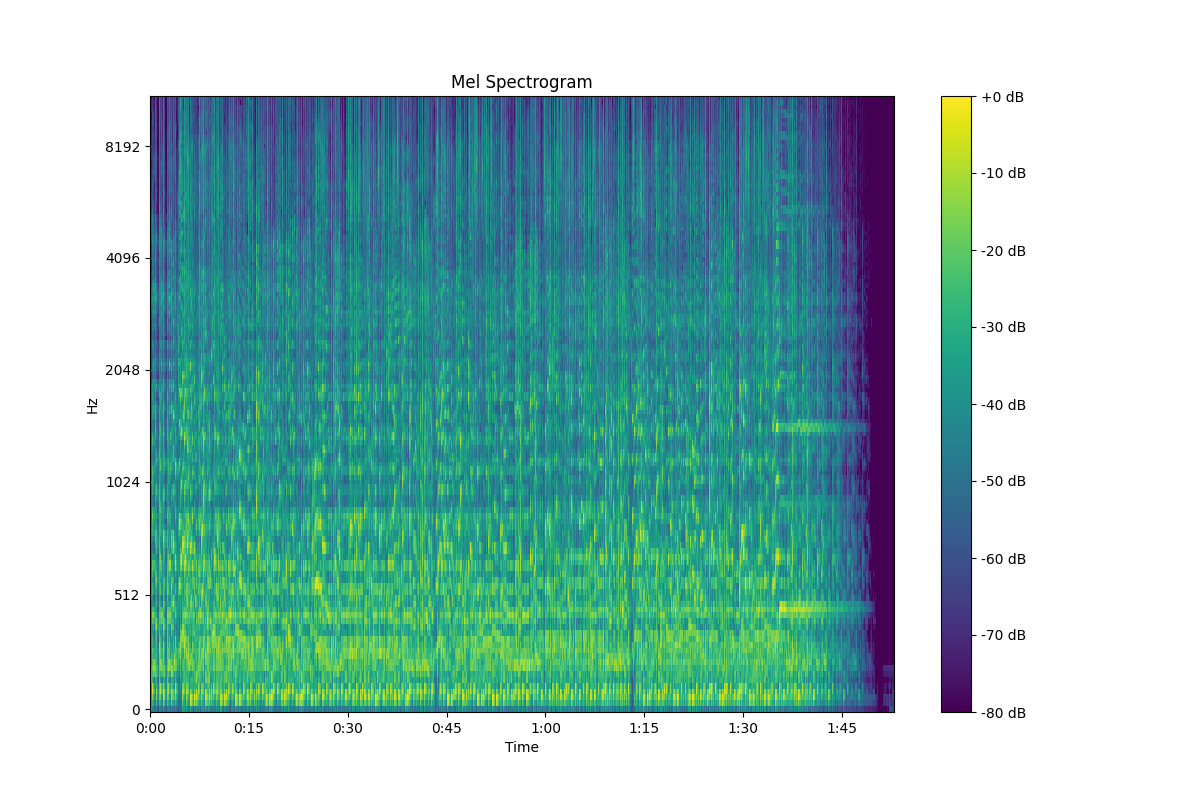 Mel Spectrogram
+0 dB
8192
-10 dB
-20 dB
4096
-30 dB
2048
-40 dB
Hz
1024
-50 dB
-60 dB
512
-70 dB
0
-80 dB
0:00 0:15 0:30 0:45 1:00 1:15 1:30 1:45
Time